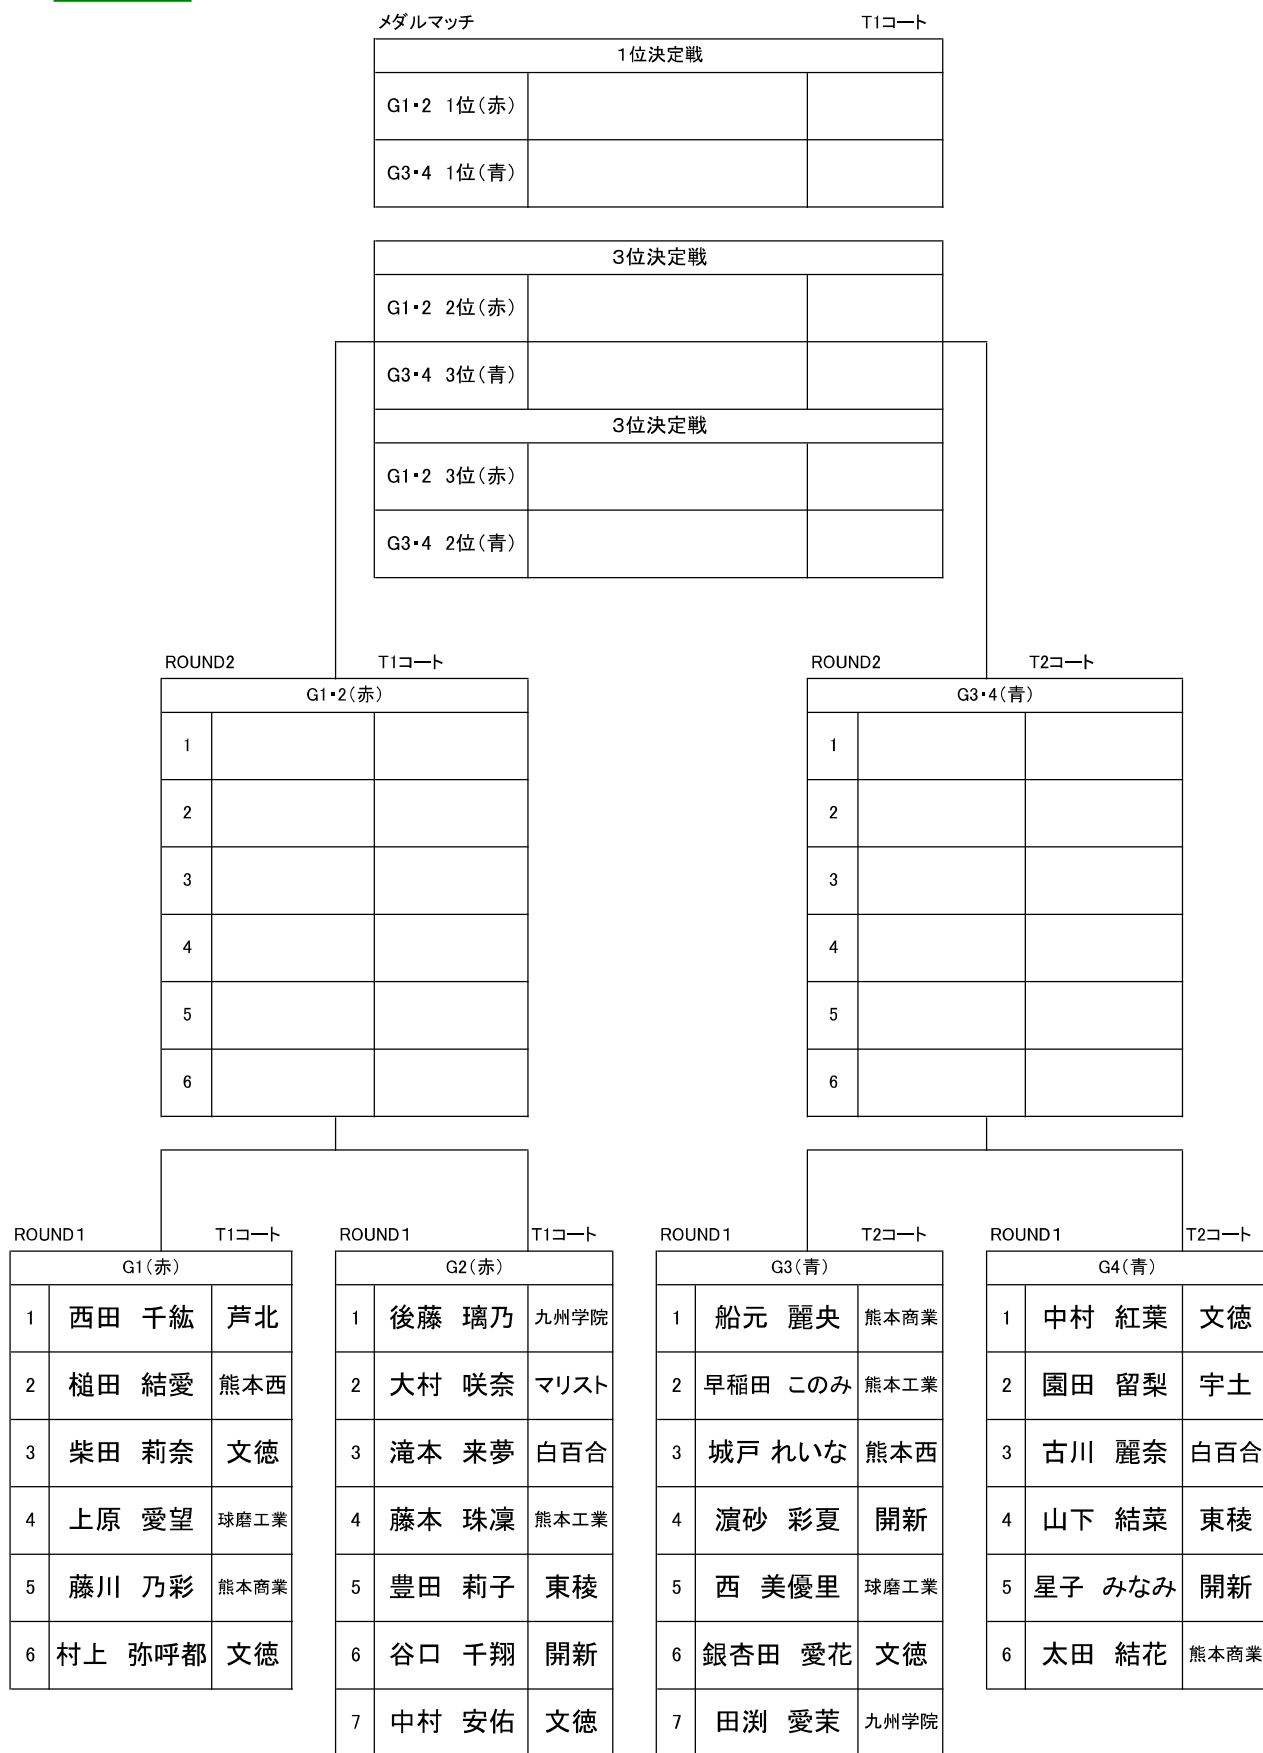 メダルマッチ T1コート
1位決定戦
G1・2 1位(赤)
G3・4 1位(青)
3位決定戦
G1・2 2位(赤)
G3・4 3位(青)
3位決定戦
G1・2 3位(赤)
G3・4 2位(青)
ROUND2 T1コート
G1・2(赤)
1
2
3
4
5
6
ROUND2 T2コート
G3・4(青)
1
2
3
4
5
6
ROUND1 T1コート
G1(赤)
1 西田 千紘 芦北
2 槌田 結愛 熊本西
3 柴田 莉奈 文徳
4 上原 愛望 球磨工業
5 藤川 乃彩 熊本商業
6 村上 弥呼都 文徳
ROUND1 T1コート
G2(赤)
1 後藤 璃乃 九州学院
2 大村 咲奈 マリスト
3 滝本 来夢 白百合
4 藤本 珠凜 熊本工業
5 豊田 莉子 東稜
6 谷口 千翔 開新
7 中村 安佑 文徳
ROUND1 T2コート
G3(青)
1 船元 麗央 熊本商業
2 早稲田 このみ 熊本工業
3 城戸 れいな 熊本西
4 濵砂 彩夏 開新
5 西 美優里 球磨工業
6 銀杏田 愛花 文徳
7 田渕 愛茉 九州学院
ROUND1 T2コート
G4(青)
1 中村 紅葉 文徳
2 園田 留梨 宇土
3 古川 麗奈 白百合
4 山下 結菜 東稜
5 星子 みなみ 開新
6 太田 結花 熊本商業